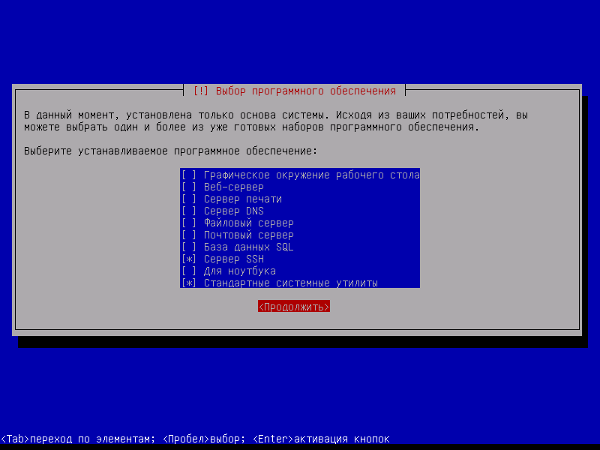 [!] Выбор программного обеспечения
В данный момент, установлена только основа системы. Исходя из ваших потребностей, вы
можете выбрать один и более из уже готовых наборов программного обеспечения.
Выберите устанавливаемое программное обеспечение:
[ ] Графическое окружение рабочего стола
[ ] Веб-сервер
[ ] Сервер печати
[ ] Сервер DNS
[ ] Файловый сервер
[ ] Почтовый сервер
[ ] База данных SQL
[*] Сервер SSH
[ ] Для ноутбука
[*] Стандартные системные утилиты
<Продолжить>
<Tab>переход по элементам; <Пробел>выбор; <Enter>активация кнопок